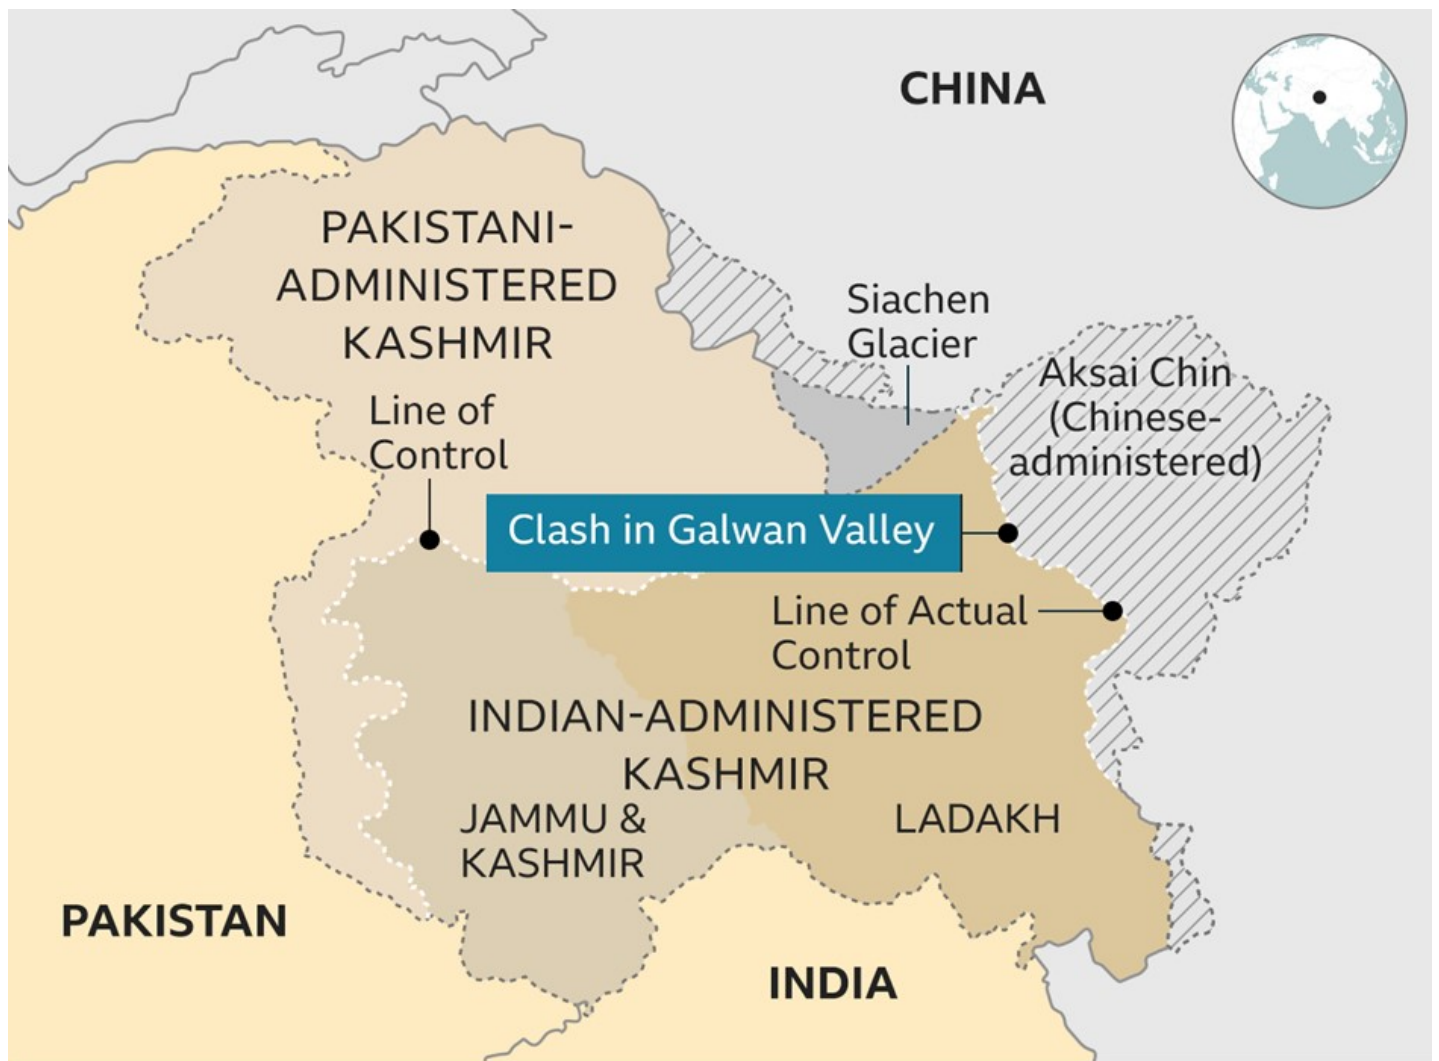 CHINA
PAKISTANI-
ADMINISTERED
KASHMIR
Siachen
Glacier
Aksai Chin
(Chinese-
administered)
Line of
Control
Clash in Galwan Valley
Line of Actual
Control
INDIAN-ADMINISTERED
KASHMIR
JAMMU &
KASHMIR
LADAKH
PAKISTAN
INDIA